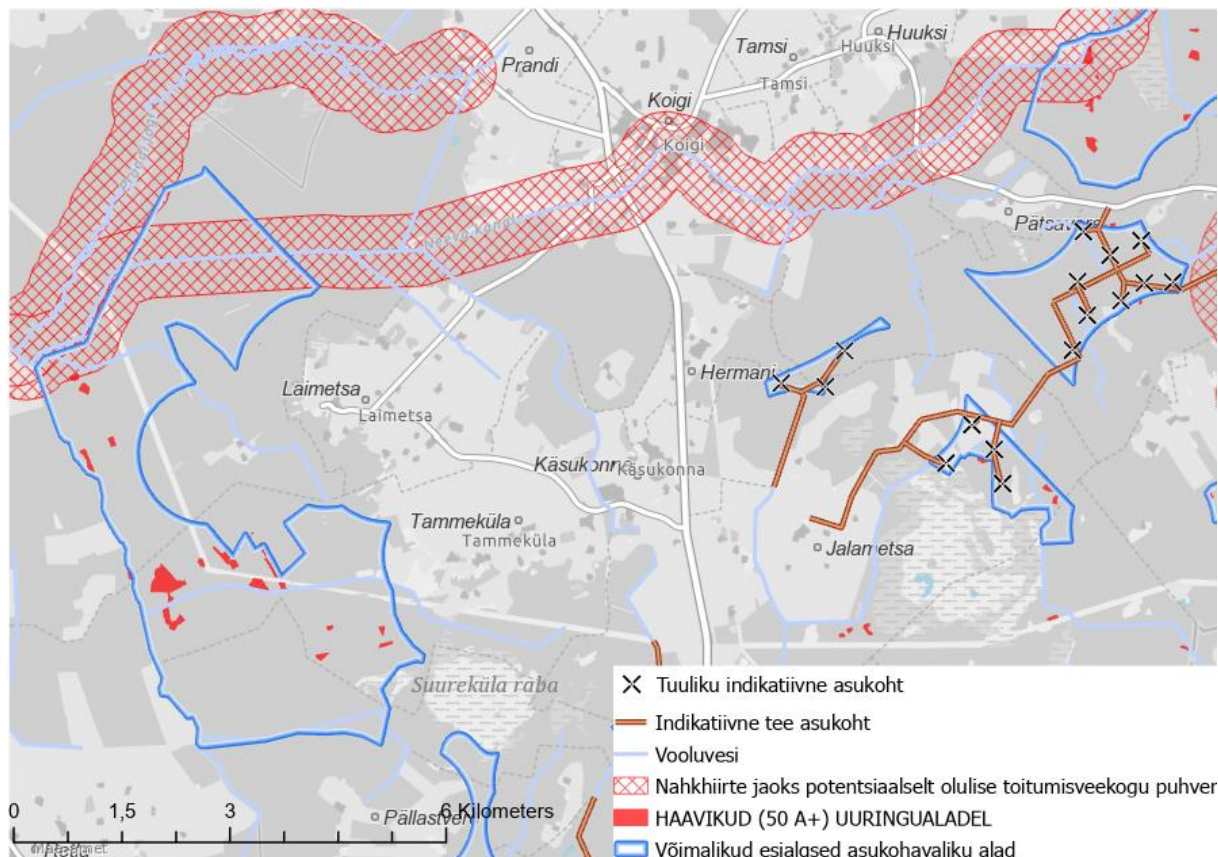 Prandi
Tamsi
Tamsi
Huuksi
Huuksi
Koigi
Koigi
Neeva kanal
Pätsavere
Hermani
Laimetsa
Laimetsa
Käsukonna
Käsukonna
Tammeküla
Tammeküla
Jalametsa
Suureküla raba
Tuuliku indikatiivne asukoht
Indikatiivne tee asukoht
Vooluvesi
Nahkhiirte jaoks potentsiaalselt olulise toitumisveekogu puhver
HAAVIKUD (50 A+) UURINGUALADEL
Võimalikud esialgsed asukohavaliku alad
0 1,5 3 6 Kilometers
Pällastvere